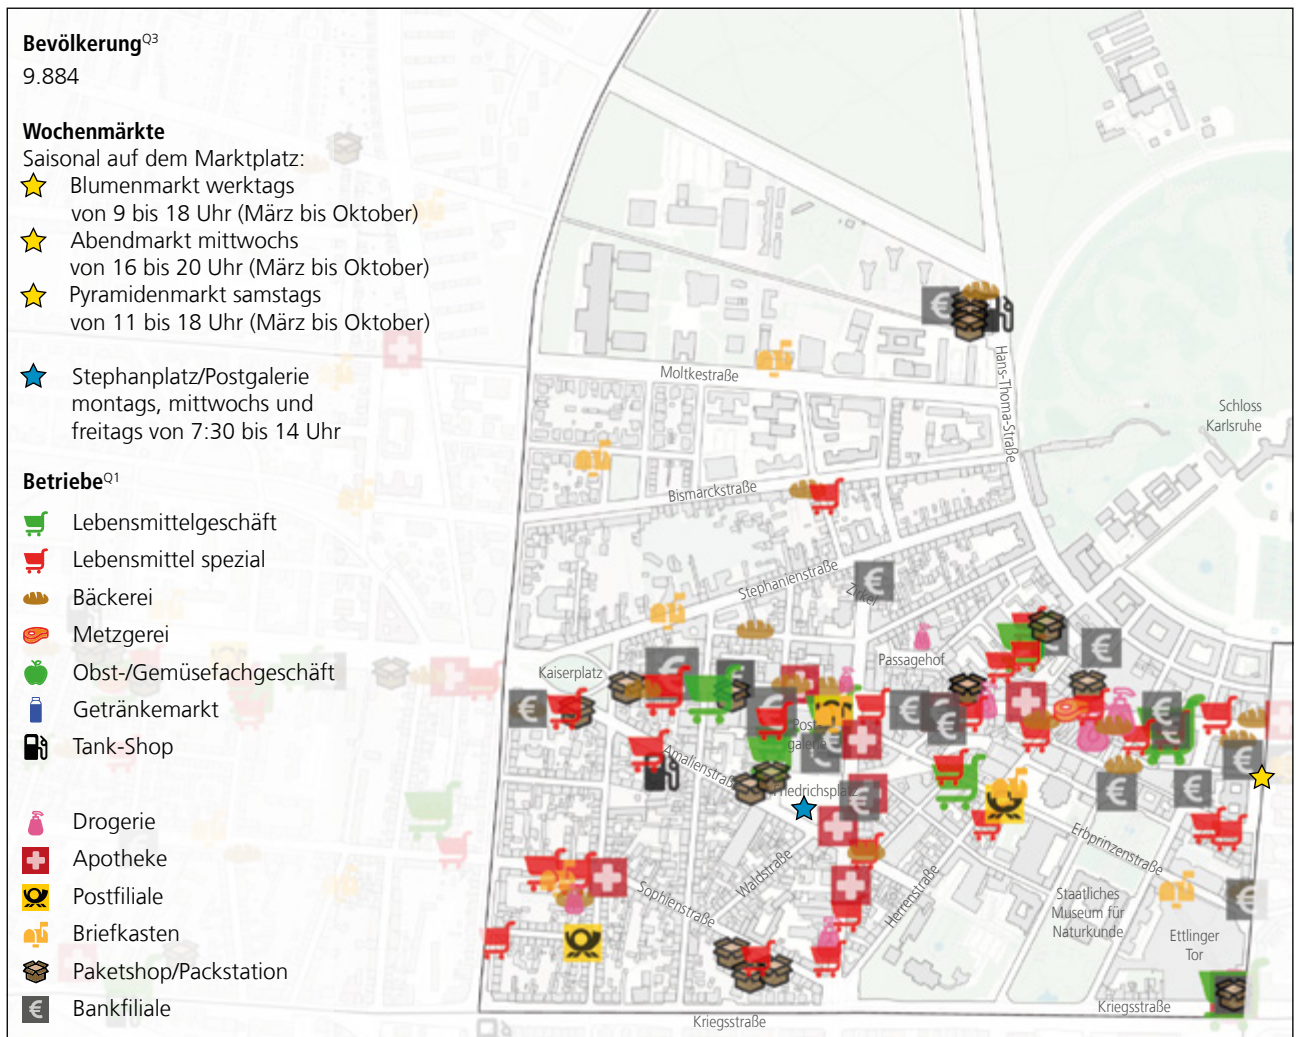 Bevölkerung Q3
9.884
Wochenmärkte
Saisonal auf dem Marktplatz:
Blumenmarkt werktags
von 9 bis 18 Uhr (März bis Oktober)
Abendmarkt mittwochs
von 16 bis 20 Uhr (März bis Oktober)
Pyramidenmarkt samstags
von 11 bis 18 Uhr (März bis Oktober)
Stephanplatz/Postgalerie
montags, mittwochs und
freitags von 7:30 bis 14 Uhr
Betriebe Q1
Lebensmittelgeschäft
Lebensmittel spezial
Bäckerei
Metzgerei
Obst-/Gemüsefachgeschäft
Getränkemarkt
Tank-Shop
Drogerie
Apotheke
Postfiliale
Briefkasten
Paketshop/Packstation
Bankfiliale
Moltkestraße
Hans-Thoma-Straße
Schloss
Karlsruhe
Bismarckstraße
Stephanienstraße
Zirkel
Passagehof
Kaiserplatz
Post-
galerie
Amalienstraße
Friedrichsplatz
Erbprinzenstraße
Waldstraße
Herrenstraße
Sophienstraße
Staatliches
Museum für
Naturkunde
Ettlinger
Tor
Kriegsstraße
Kriegsstraße